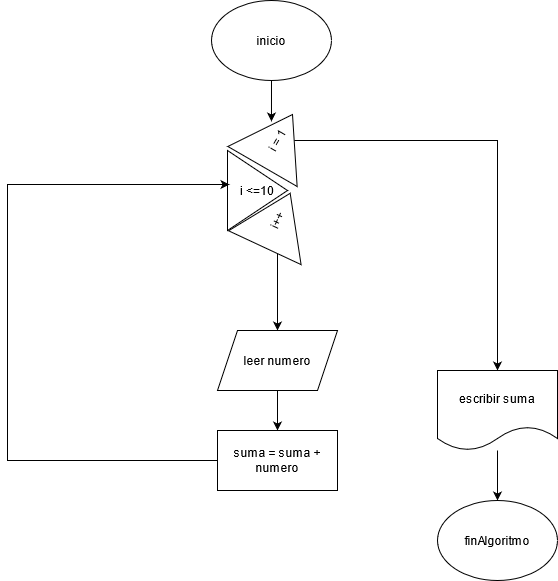 inicio
i = 1
i <=10
i++
leer numero
suma = suma +
numero
escribir suma
finAlgoritmo